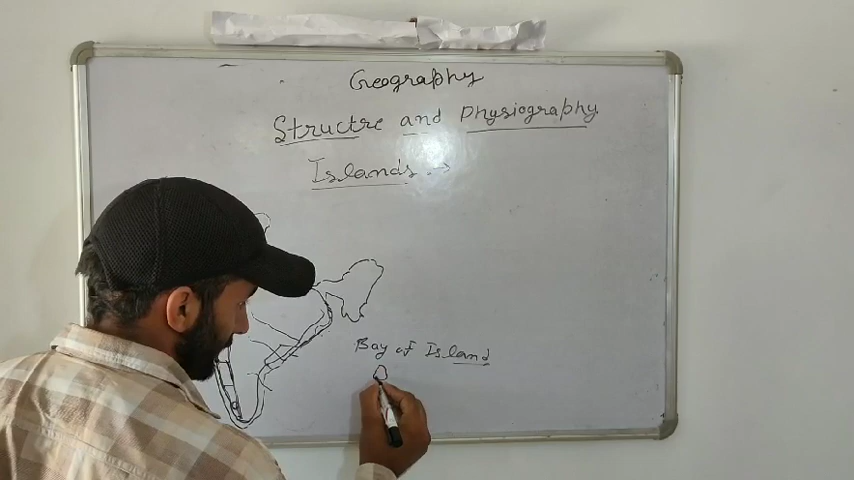 Geography
Structre and Physiography
Islands :→
Bay of Island